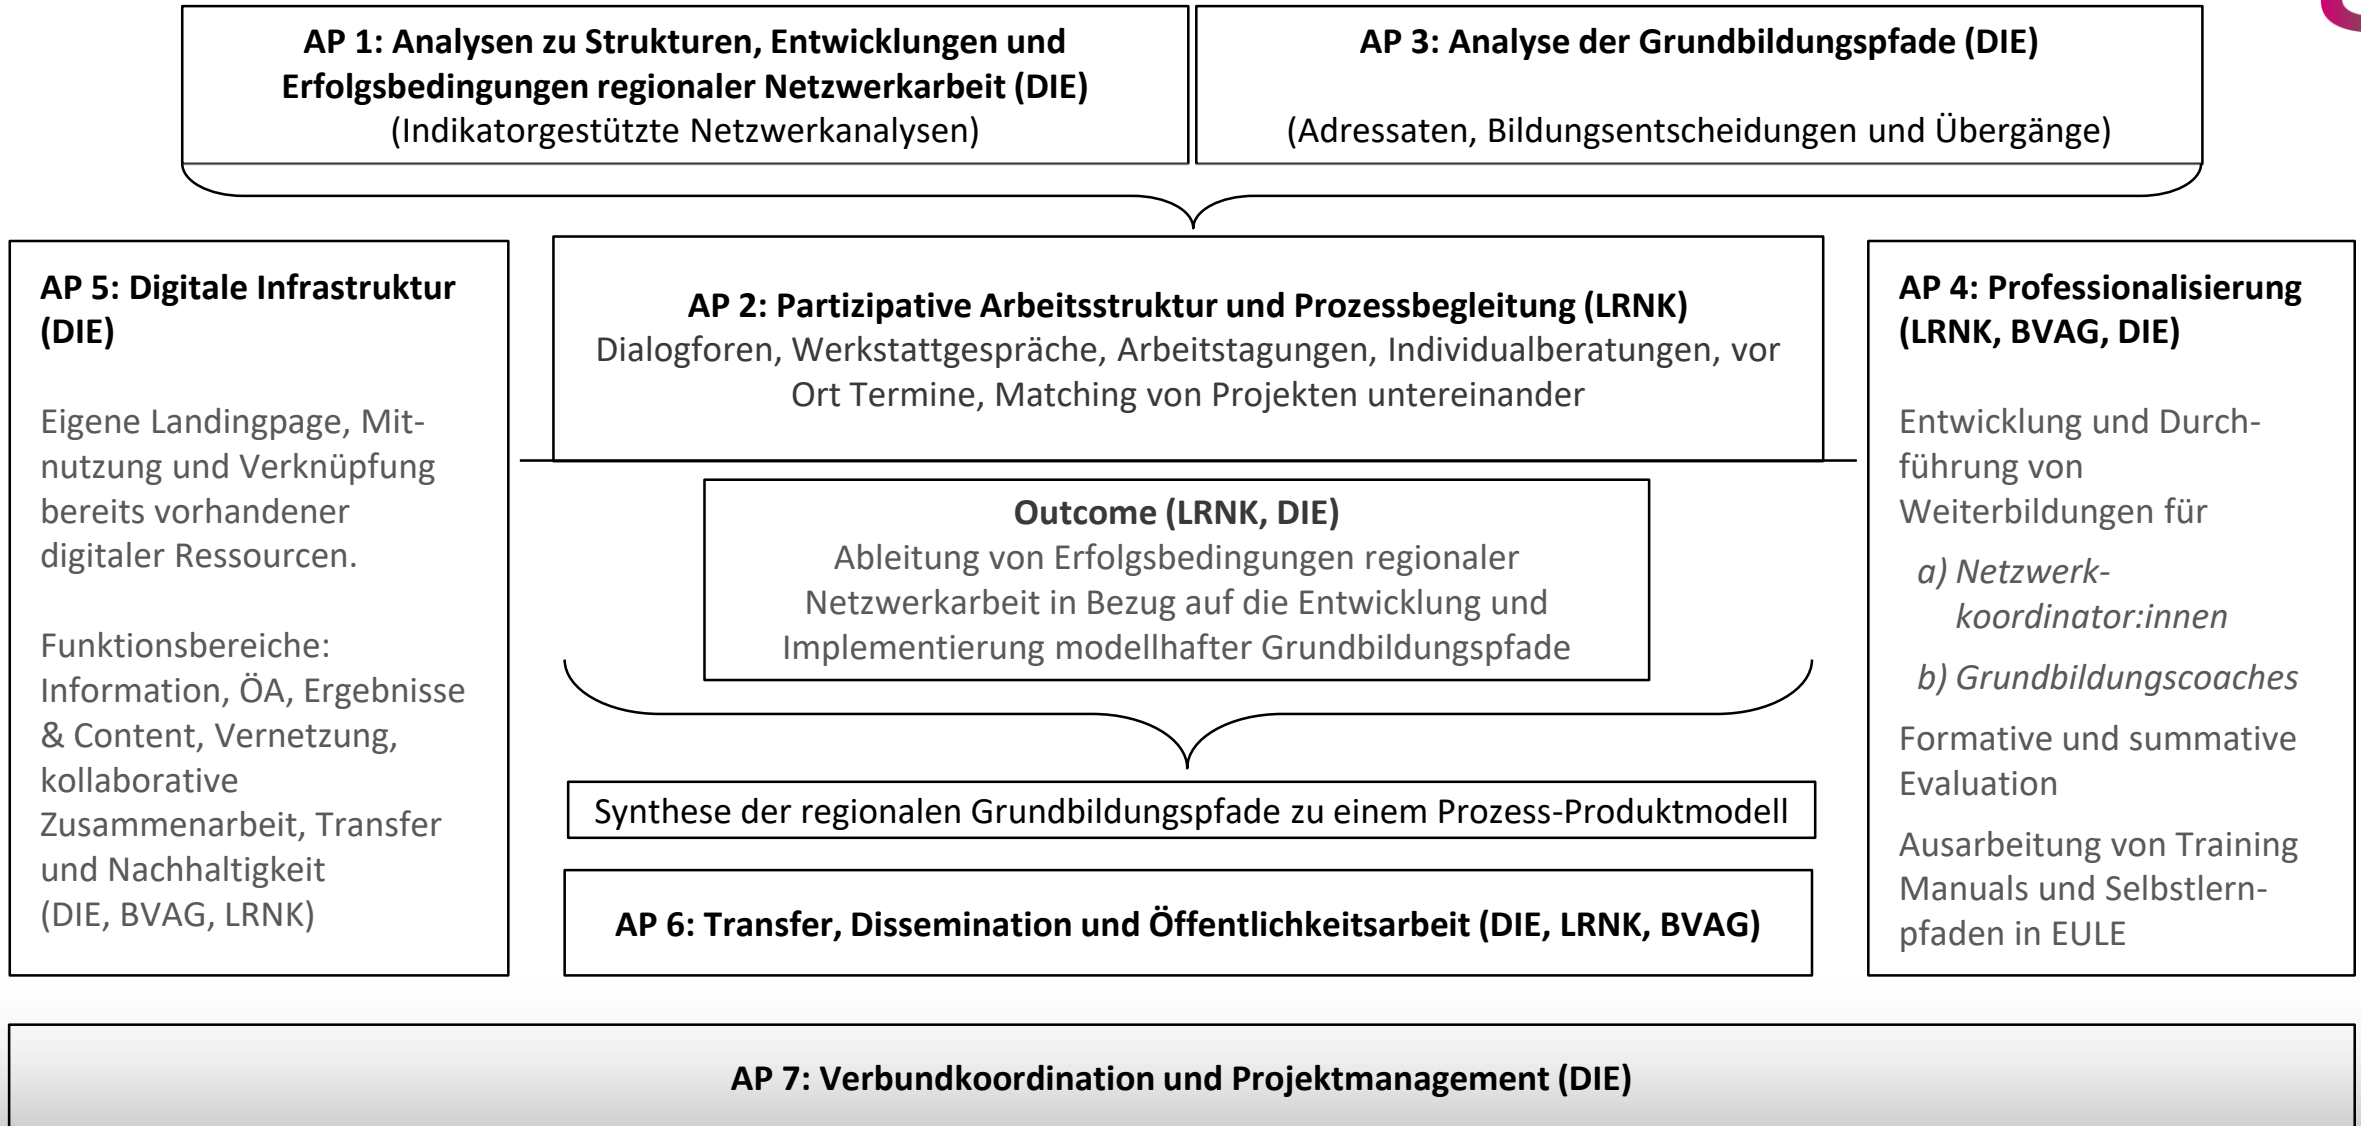 AP 1: Analysen zu Strukturen, Entwicklungen und
Erfolgsbedingungen regionaler Netzwerkarbeit (DIE)
(Indikatorgestützte Netzwerkanalysen)
AP 3: Analyse der Grundbildungspfade (DIE)
(Adressaten, Bildungsentscheidungen und Übergänge)
AP 5: Digitale Infrastruktur
(DIE)
Eigene Landingpage, Mit-
nutzung und Verknüpfung
bereits vorhandener
digitaler Ressourcen.
Funktionsbereiche:
Information, ÖA, Ergebnisse
& Content, Vernetzung,
kollaborative
Zusammenarbeit, Transfer
und Nachhaltigkeit
(DIE, BVAG, LRNK)
AP 2: Partizipative Arbeitsstruktur und Prozessbegleitung (LRNK)
Dialogforen, Werkstattgespräche, Arbeitstagungen, Individualberatungen, vor
Ort Termine, Matching von Projekten untereinander
Outcome (LRNK, DIE)
Ableitung von Erfolgsbedingungen regionaler
Netzwerkarbeit in Bezug auf die Entwicklung und
Implementierung modellhafter Grundbildungspfade
Synthese der regionalen Grundbildungspfade zu einem Prozess-Produktmodell
AP 6: Transfer, Dissemination und Öffentlichkeitsarbeit (DIE, LRNK, BVAG)
AP 4: Professionalisierung
(LRNK, BVAG, DIE)
Entwicklung und Durch-
führung von
Weiterbildungen für
a) Netzwerk-
koordinator:innen
b) Grundbildungscoaches
Formative und summative
Evaluation
Ausarbeitung von Training
Manuals und Selbstlern-
pfaden in EULE
AP 7: Verbundkoordination und Projektmanagement (DIE)